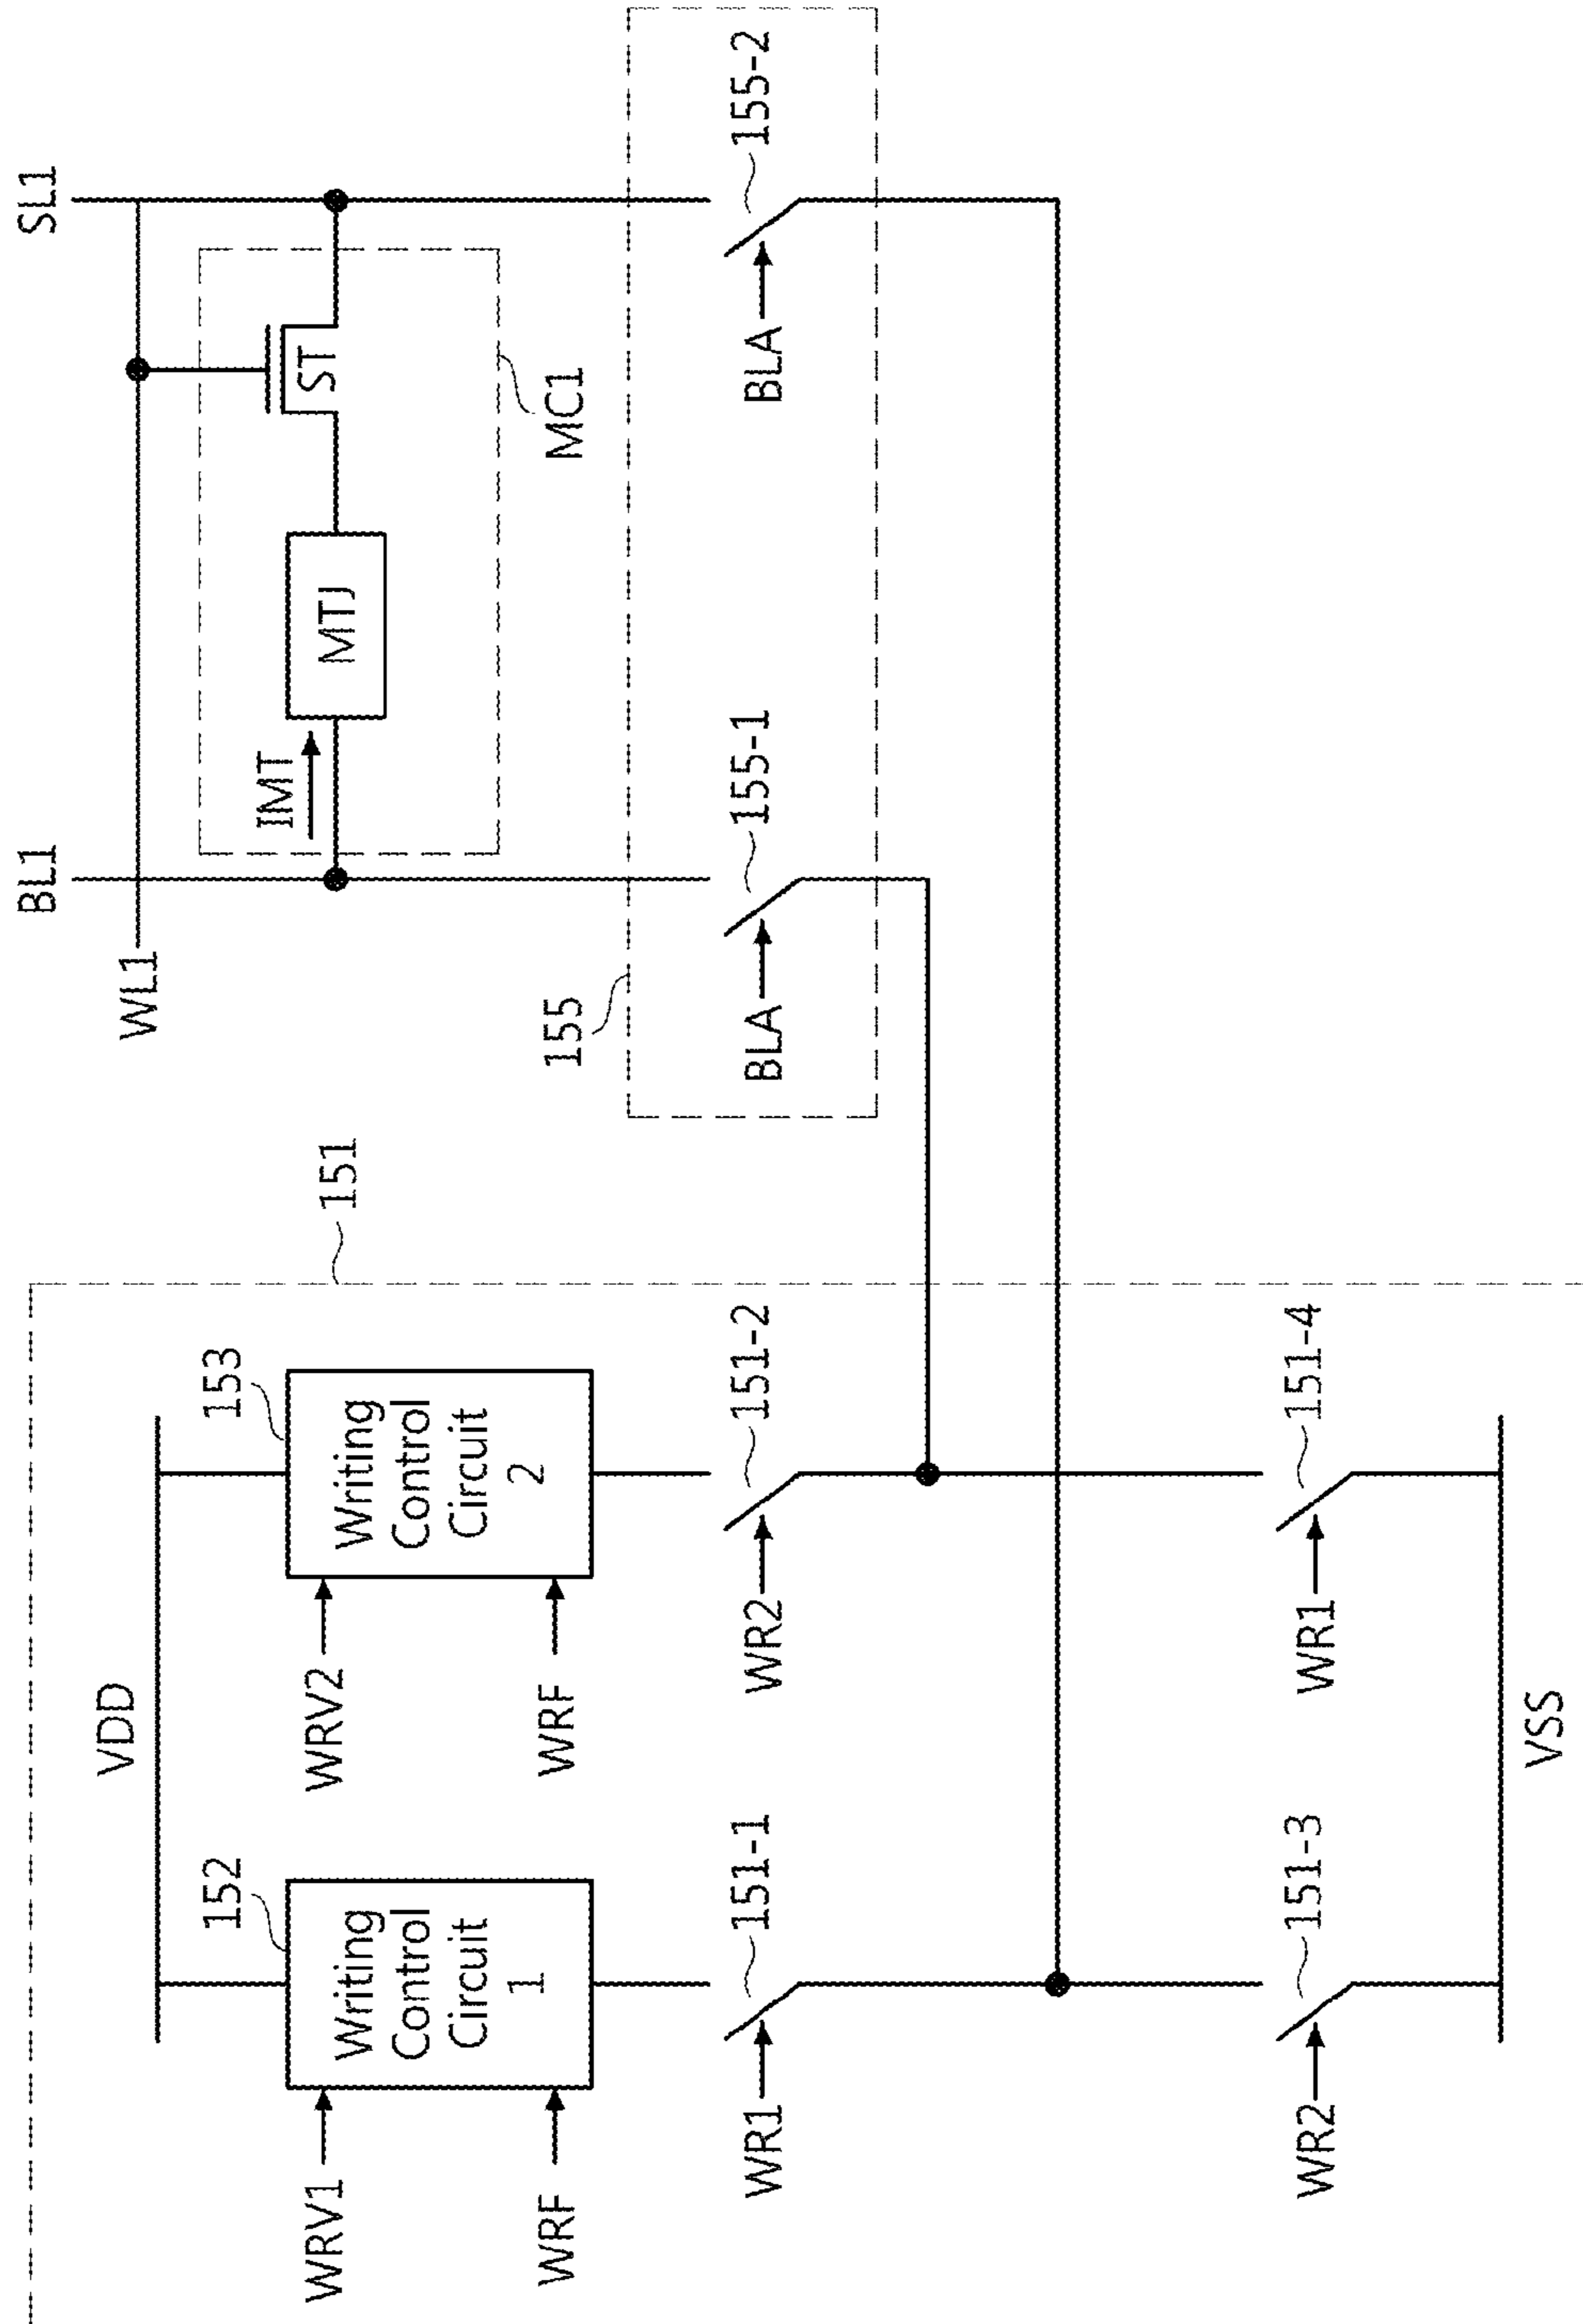 151
VDD
152
153
WRV1
Writing
Control
Circuit
1
WRF
WRV2
Writing
Control
Circuit
2
WRF
WR1
151-1
WR2
151-2
WR2
151-3
WR1
151-4
VSS
BL1
SL1
WL1
IMT
MTJ
ST
MC1
155
BLA
155-1
BLA
155-2